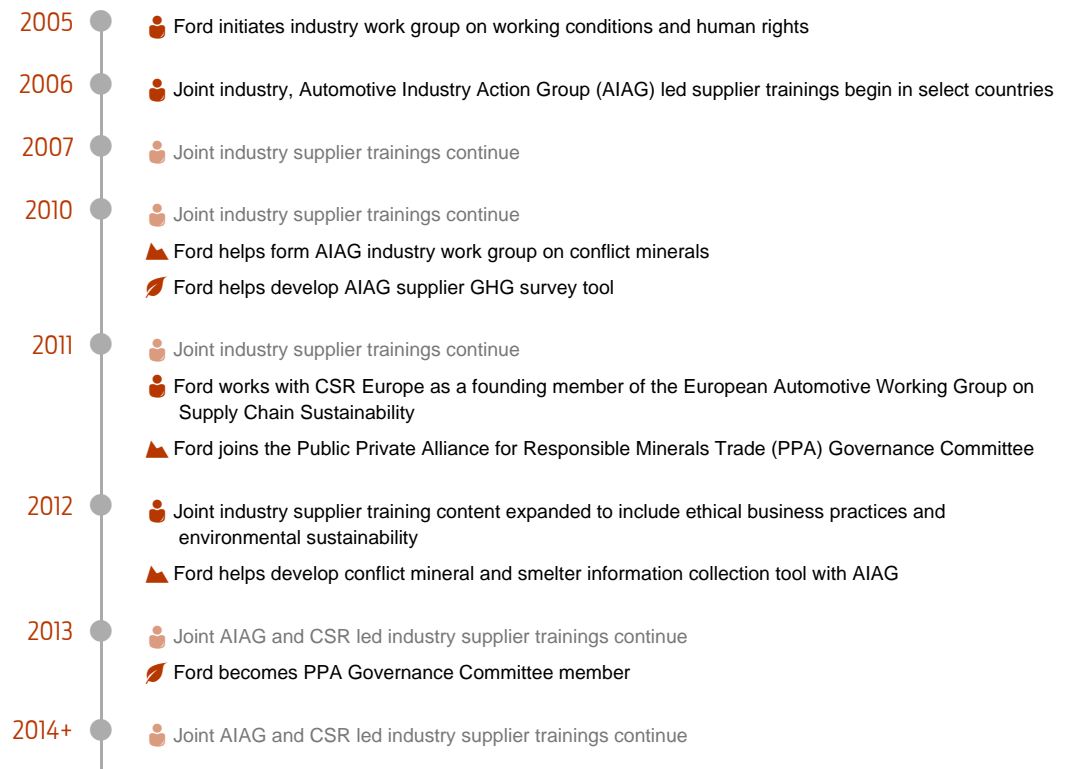 2005
Ford initiates industry work group on working conditions and human rights
2006
Joint industry, Automotive Industry Action Group (AIAG) led supplier trainings begin in select countries
2007
Joint industry supplier trainings continue
2010
Joint industry supplier trainings continue
Ford helps form AIAG industry work group on conflict minerals
Ford helps develop AIAG supplier GHG survey tool
2011
Joint industry supplier trainings continue
Ford works with CSR Europe as a founding member of the European Automotive Working Group on
Supply Chain Sustainability
Ford joins the Public Private Alliance for Responsible Minerals Trade (PPA) Governance Committee
2012
Joint industry supplier training content expanded to include ethical business practices and
environmental sustainability
Ford helps develop conflict mineral and smelter information collection tool with AIAG
2013
Joint AIAG and CSR led industry supplier trainings continue
Ford becomes PPA Governance Committee member
2014+
Joint AIAG and CSR led industry supplier trainings continue